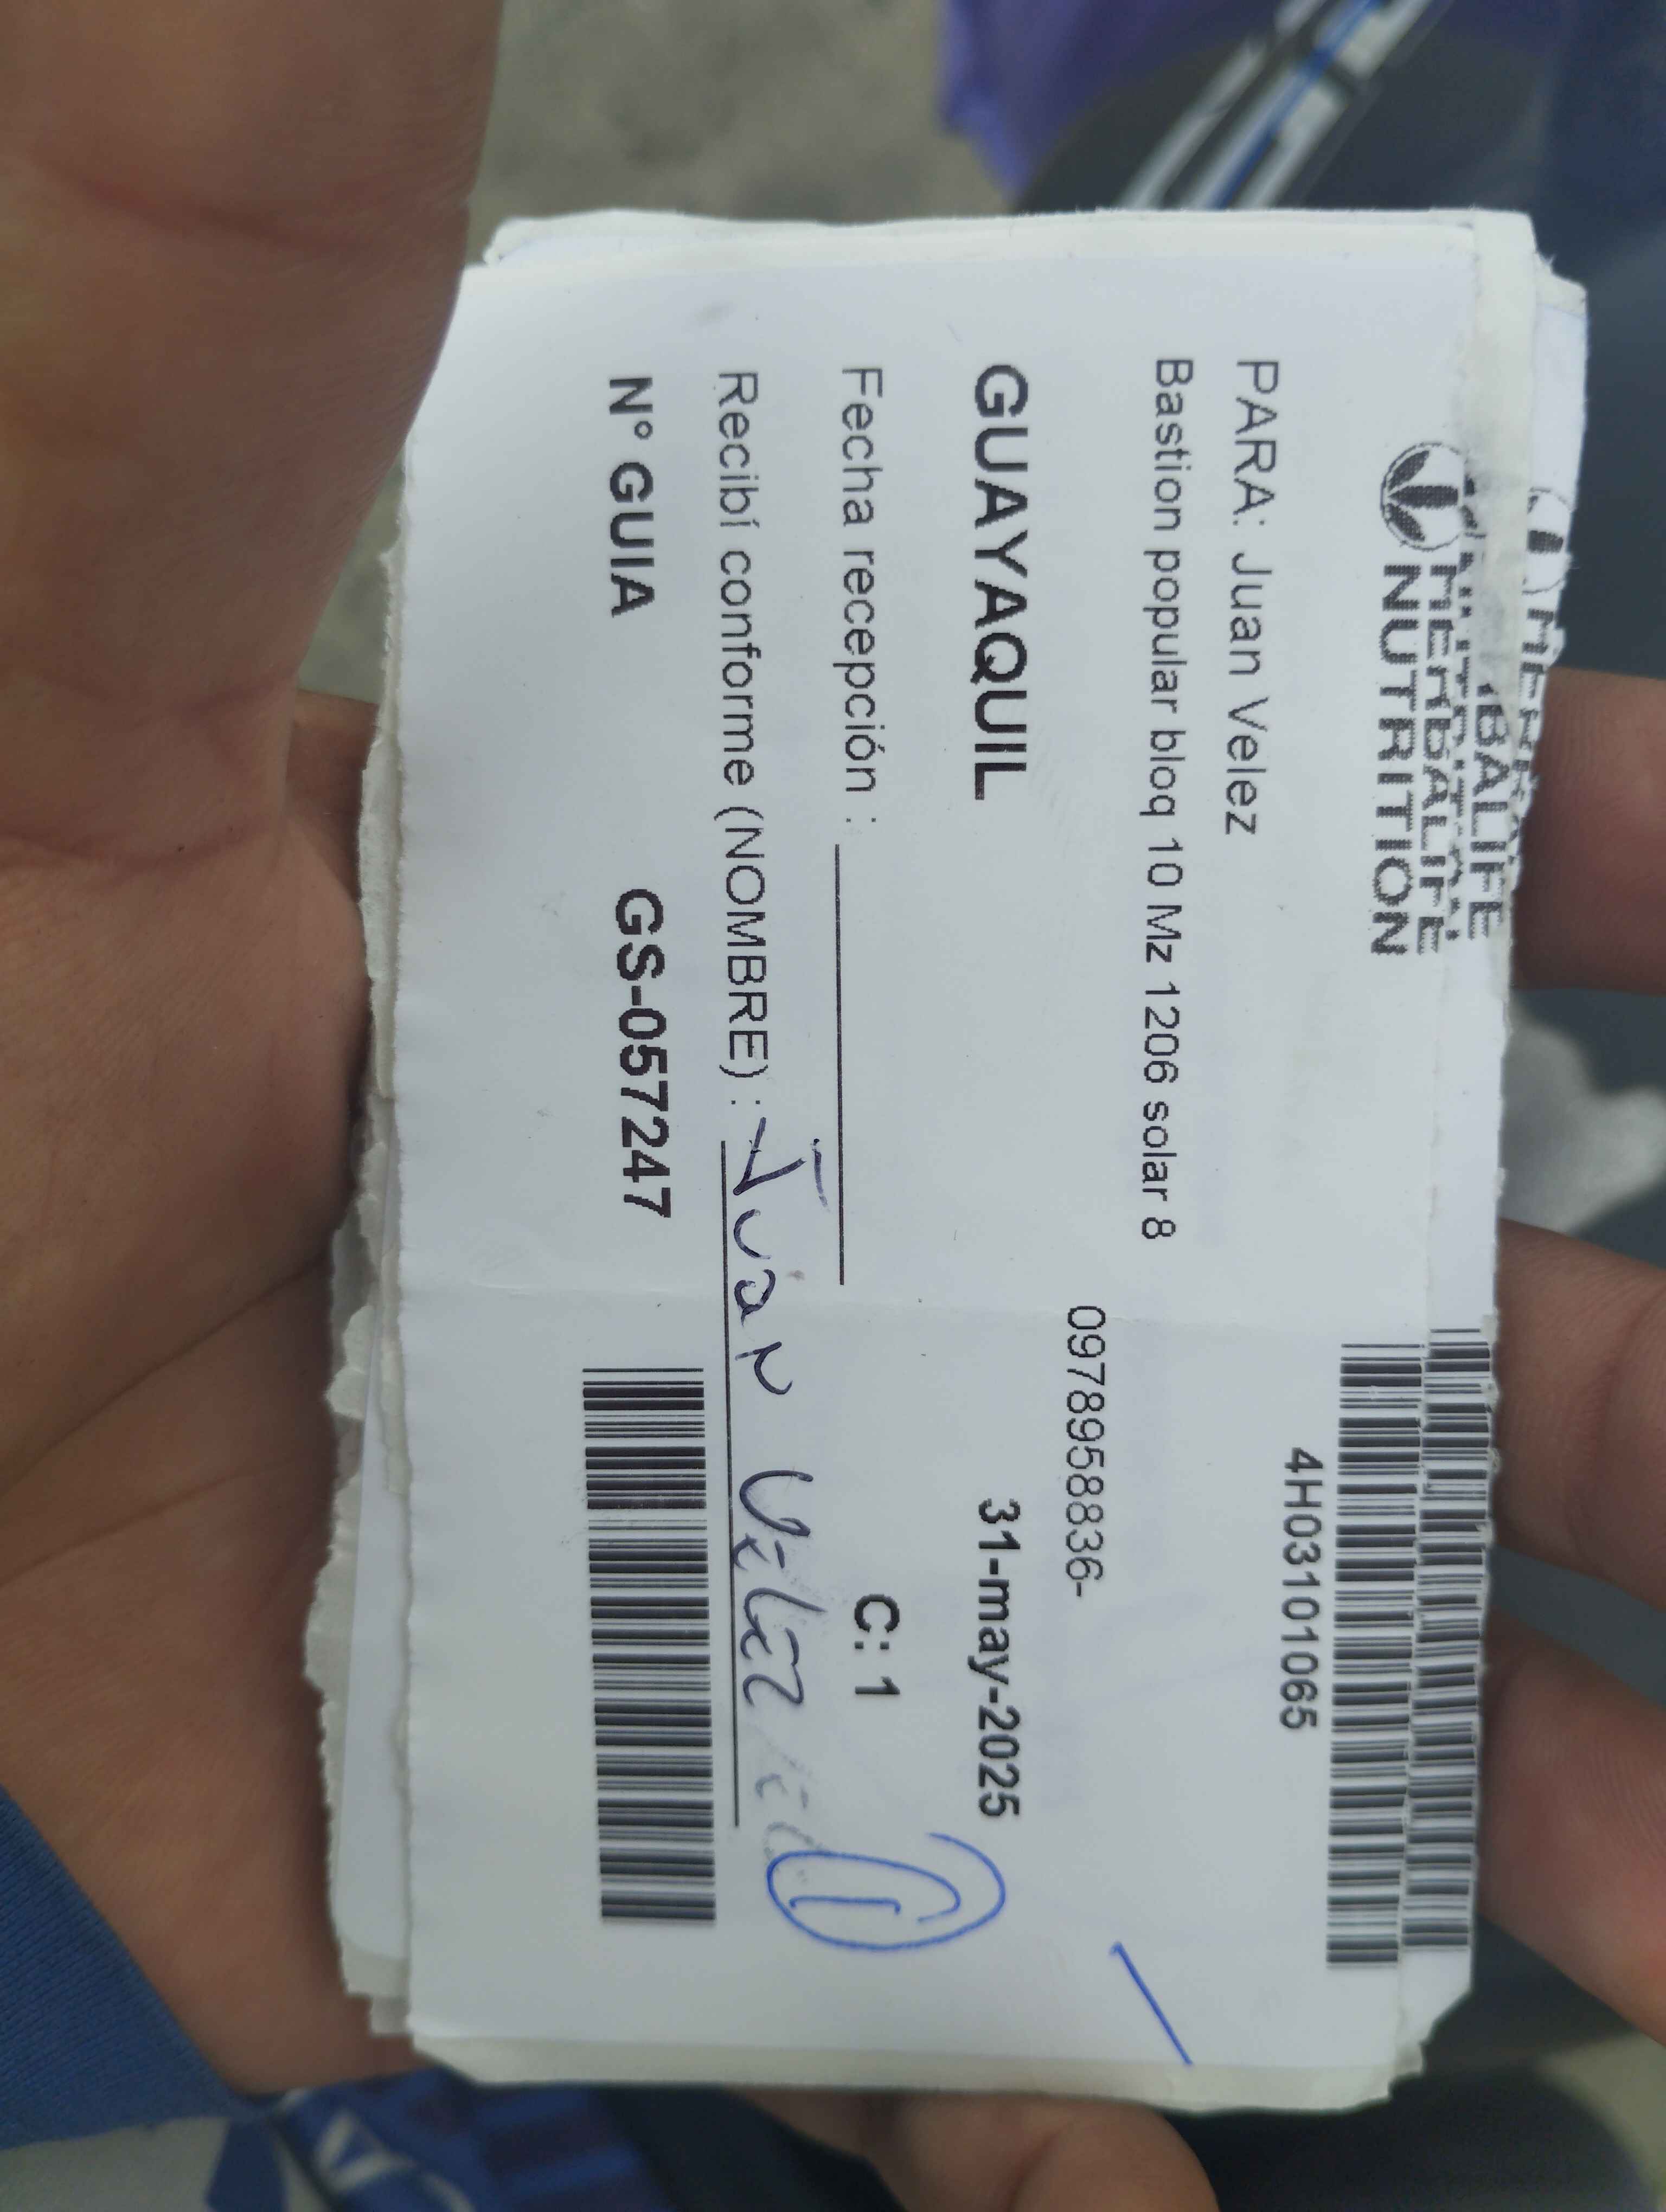 HERBALIFE
NUTRITION
4H03101065
PARA: Juan Velez
Bastion popular bloq 10 Mz 1206 solar 8
0978958836-
GUAYAQUIL 31-may-2025
Fecha recepción : C: 1
Recibí conforme (NOMBRE) : Juan Velez
1
N° GUIA GS-057247